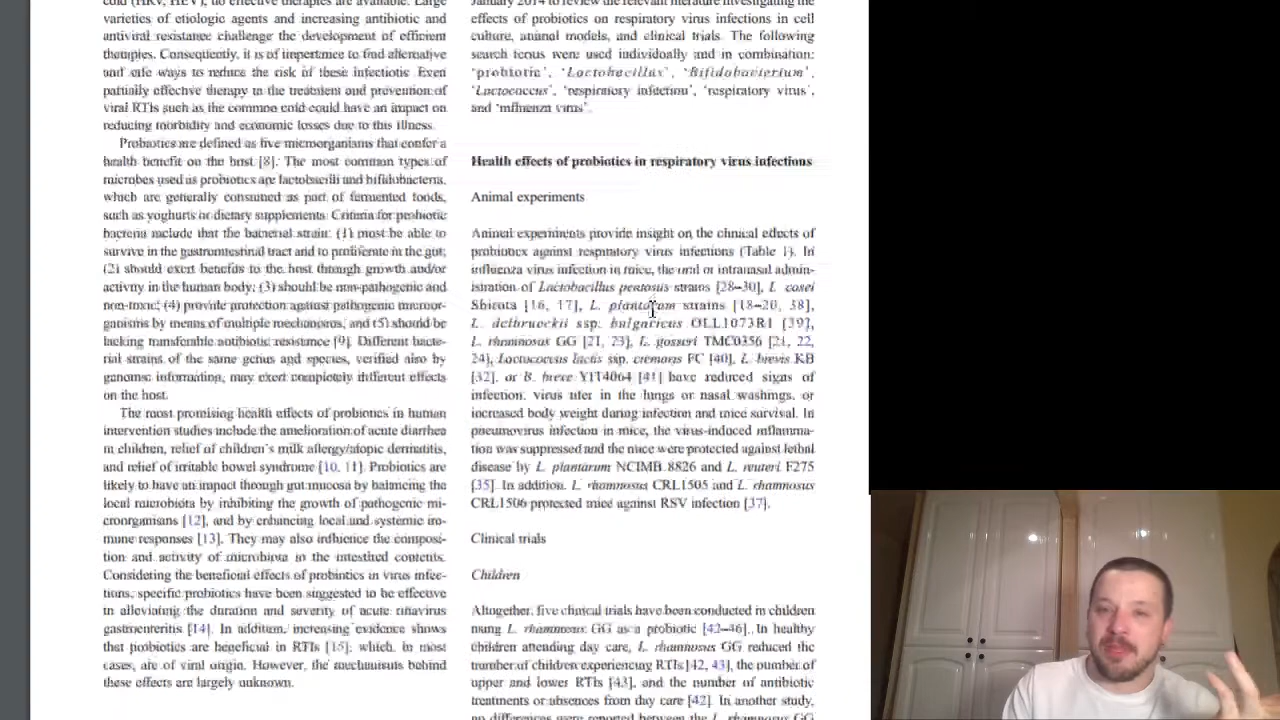 cold (HRV, HEV), no effective therapies are available. Large
varieties of etiologic agents and increasing antibiotic and
antiviral resistance challenge the development of efficient
therapies. Consequently, it is of importance to find alternative
and safe ways to reduce the risk of these infections. Even
partially effective therapy in the treatment and prevention of
viral RTIs such as the common cold could have an impact on
reducing morbidity and economic losses due to this illness.
Probiotics are defined as live microorganisms that confer a
health benefit on the host [8]. The most common types of
microbes used as probiotics are lactobacilli and bifidobacteria,
which are generally consumed as part of fermented foods,
such as yoghurts or dietary supplements. Criteria for probiotic
bacteria include that the bacterial strain: (1) must be able to
survive in the gastrointestinal tract and to proliferate in the gut;
(2) should exert benefits to the host through growth and/or
activity in the human body; (3) should be non-pathogenic and
non-toxic; (4) provide protection against pathogenic micror-
ganisms by means of multiple mechanisms, and (5) should be
lacking transferable antibiotic resistance [9]. Different bacte-
rial strains of the same genus and species, verified also by
genomic information, may exert completely different effects
on the host.
The most promising health effects of probiotics in human
intervention studies include the amelioration of acute diarrhea
in children, relief of children's milk allergy/atopic dermatitis,
and relief of irritable bowel syndrome [10, 11]. Probiotics are
likely to have an impact through gut mucosa by balancing the
local microbiota by inhibiting the growth of pathogenic mi-
croorganisms [12], and by enhancing local and systemic im-
mune responses [13]. They may also influence the composi-
tion and activity of microbiota in the intestinal contents.
Considering the beneficial effects of probiotics in virus infec-
tions, specific probiotics have been suggested to be effective
in alleviating the duration and severity of acute rotavirus
gastroenteritis [14]. In addition, increasing evidence shows
that probiotics are beneficial in RTIs [15], which, in most
cases, are of viral origin. However, the mechanisms behind
these effects are largely unknown.
January 2014 to review the relevant literature investigating the
effects of probiotics on respiratory virus infections in cell
culture, animal models, and clinical trials. The following
search terms were used individually and in combination:
'probiotic', 'Lactobacillus', 'Bifidobacterium',
'Lactococcus', 'respiratory infection', 'respiratory virus',
and 'influenza virus'.
Health effects of probiotics in respiratory virus infections
Animal experiments
Animal experiments provide insight on the clinical effects of
probiotics against respiratory virus infections (Table 1). In
influenza virus infection in mice, the oral or intranasal admin-
istration of Lactobacillus pentosus strains [28–30], L. casei
Shirota [16, 17], L. plantarum strains [18–20, 38],
L. delbrueckii ssp. bulgaricus OLL1073R1 [39],
L. rhamnosus GG [21, 23], L. gasseri TMC0356 [21, 22,
24], Lactococcus lactis ssp. cremoris FC [40], L. brevis KB
[32], or B. breve YIT4064 [41] have reduced signs of
infection, virus titer in the lungs or nasal washings, or
increased body weight during infection and mice survival. In
pneumovirus infection in mice, the virus-induced inflamma-
tion was suppressed and the mice were protected against lethal
disease by L. plantarum NCIMB 8826 and L. reuteri F275
[35]. In addition, L. rhamnosus CRL1505 and L. rhamnosus
CRL1506 protected mice against RSV infection [37].
Clinical trials
Children
Altogether, five clinical trials have been conducted in children
using L. rhamnosus GG as a probiotic [42–46]. In healthy
children attending day care, L. rhamnosus GG reduced the
number of children experiencing RTIs [42, 43], the number of
upper and lower RTIs [43], and the number of antibiotic
treatments or absences from day care [42]. In another study,
no differences were reported between the L. rhamnosus GG